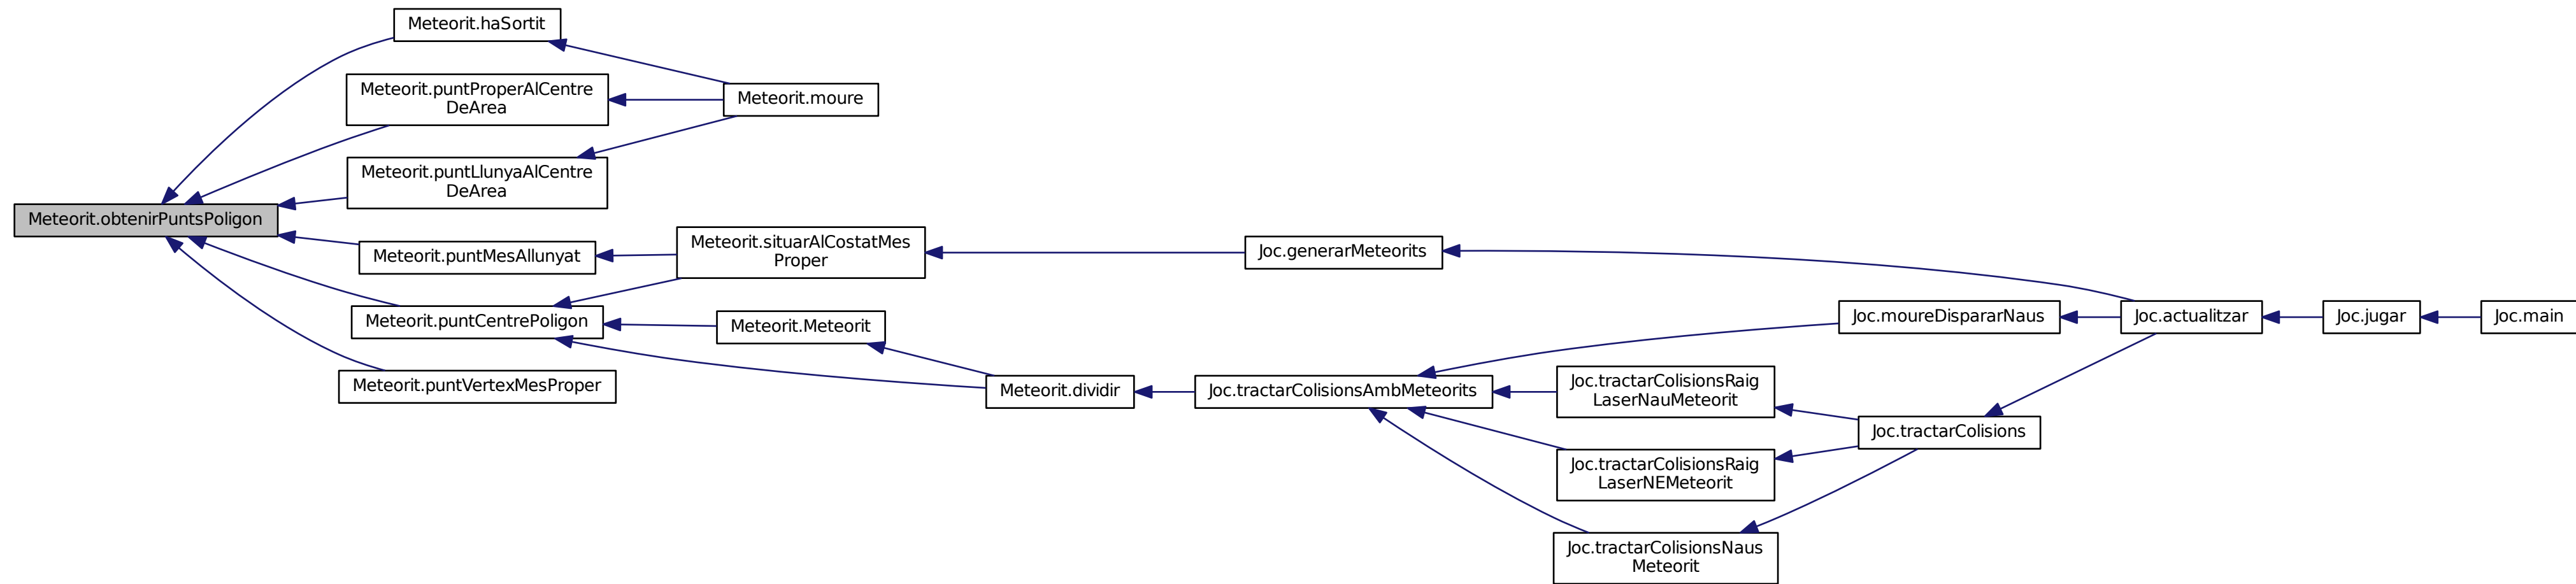 Meteorit.haSortit
Meteorit.puntProperAlCentre
DeArea
Meteorit.moure
Meteorit.puntLlunyaAlCentre
DeArea
Meteorit.obtenirPuntsPoligon
Meteorit.puntMesAllunyat
Meteorit.situarAlCostatMes
Proper
Joc.generarMeteorits
Meteorit.puntCentrePoligon
Meteorit.Meteorit
Joc.moureDispararNaus
Joc.actualitzar
Joc.jugar
Joc.main
Meteorit.puntVertexMesProper
Meteorit.dividir
Joc.tractarColisionsAmbMeteorits
Joc.tractarColisionsRaig
LaserNauMeteorit
Joc.tractarColisions
Joc.tractarColisionsRaig
LaserNEMeteorit
Joc.tractarColisionsNaus
Meteorit